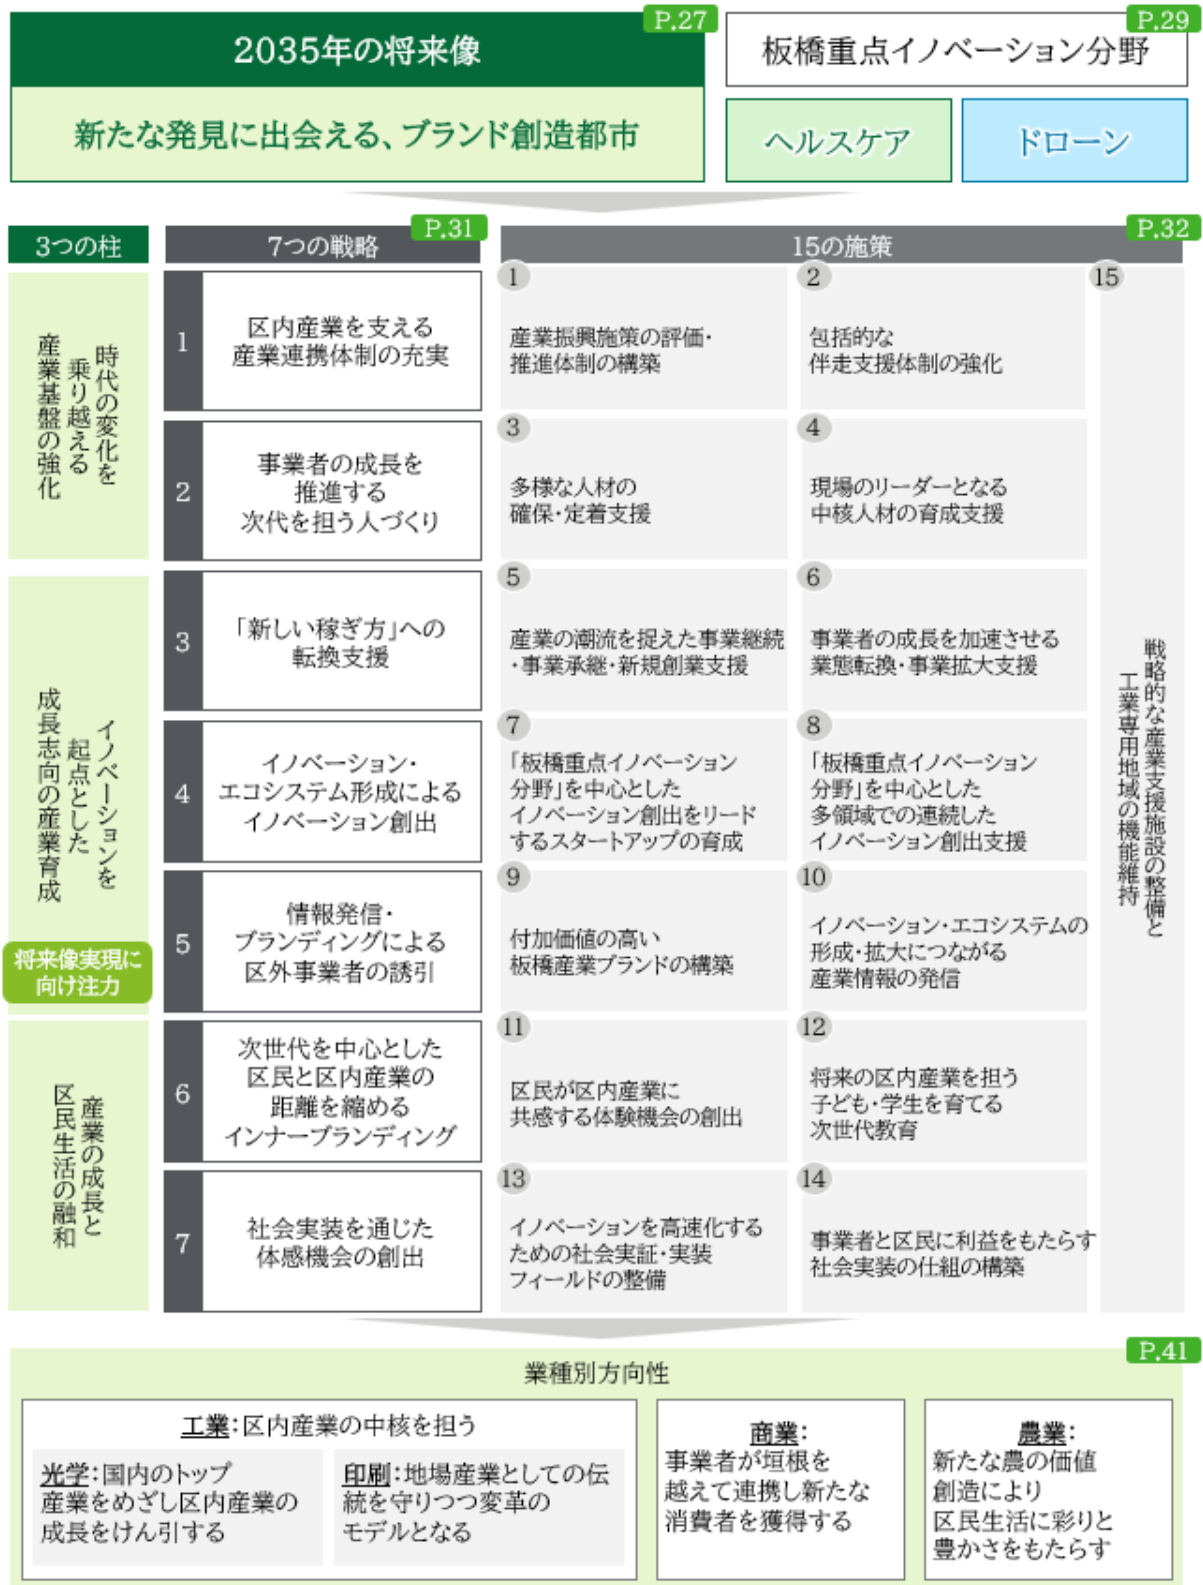 P.27
2035年の将来像
新たな発見に出会える、ブランド創造都市
P.29
板橋重点イノベーション分野
ヘルスケア
ドローン
3つの柱
P.31
7つの戦略
P.32
15の施策
時代の変化を
乗り越える
産業基盤の強化
1
区内産業を支える
産業連携体制の充実
1
産業振興施策の評価・
推進体制の構築
2
包括的な
伴走支援体制の強化
2
事業者の成長を
推進する
次代を担う人づくり
3
多様な人材の
確保・定着支援
4
現場のリーダーとなる
中核人材の育成支援
イノベーションを
起点とした
成長志向の産業育成
将来像実現に
向け注力
3
「新しい稼ぎ方」への
転換支援
5
産業の潮流を捉えた事業継続
・事業承継・新規創業支援
6
事業者の成長を加速させる
業態転換・事業拡大支援
4
イノベーション・
エコシステム形成による
イノベーション創出
7
「板橋重点イノベーション
分野」を中心とした
イノベーション創出をリード
するスタートアップの育成
8
「板橋重点イノベーション
分野」を中心とした
多領域での連続した
イノベーション創出支援
5
情報発信・
ブランディングによる
区外事業者の誘引
9
付加価値の高い
板橋産業ブランドの構築
10
イノベーション・エコシステムの
形成・拡大につながる
産業情報の発信
産業の成長と
区民生活の融和
6
次世代を中心とした
区民と区内産業の
距離を縮める
インナーブランディング
11
区民が区内産業に
共感する体験機会の創出
12
将来の区内産業を担う
子ども・学生を育てる
次世代教育
7
社会実装を通じた
体感機会の創出
13
イノベーションを高速化する
ための社会実証・実装
フィールドの整備
14
事業者と区民に利益をもたらす
社会実装の仕組の構築
15
戦略的な産業支援施設の整備と
工業専用地域の機能維持
P.41
業種別方向性
工業:区内産業の中核を担う
光学:国内のトップ
産業をめざし区内産業の
成長をけん引する
印刷:地場産業としての伝
統を守りつつ変革の
モデルとなる
商業:
事業者が垣根を
越えて連携し新たな
消費者を獲得する
農業:
新たな農の価値
創造により
区民生活に彩りと
豊かさをもたらす